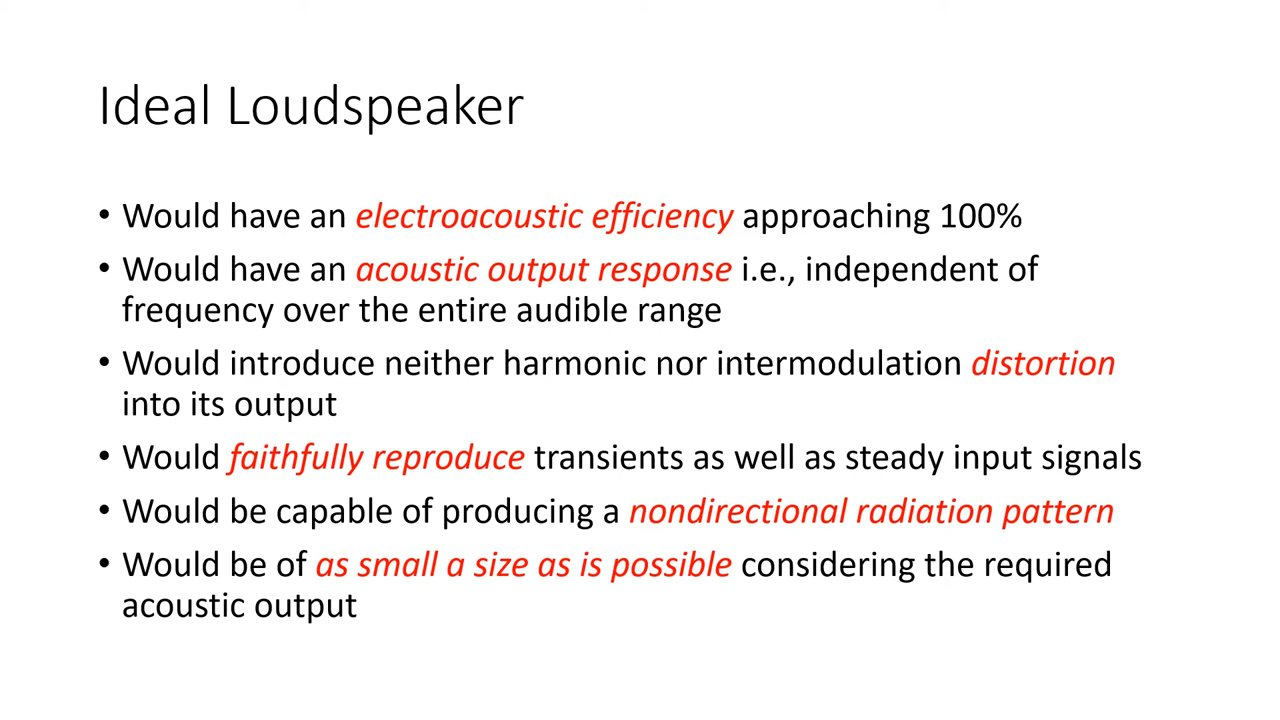 Ideal Loudspeaker
• Would have an electroacoustic efficiency approaching 100%
• Would have an acoustic output response i.e., independent of
frequency over the entire audible range
• Would introduce neither harmonic nor intermodulation distortion
into its output
• Would faithfully reproduce transients as well as steady input signals
• Would be capable of producing a nondirectional radiation pattern
• Would be of as small a size as is possible considering the required
acoustic output